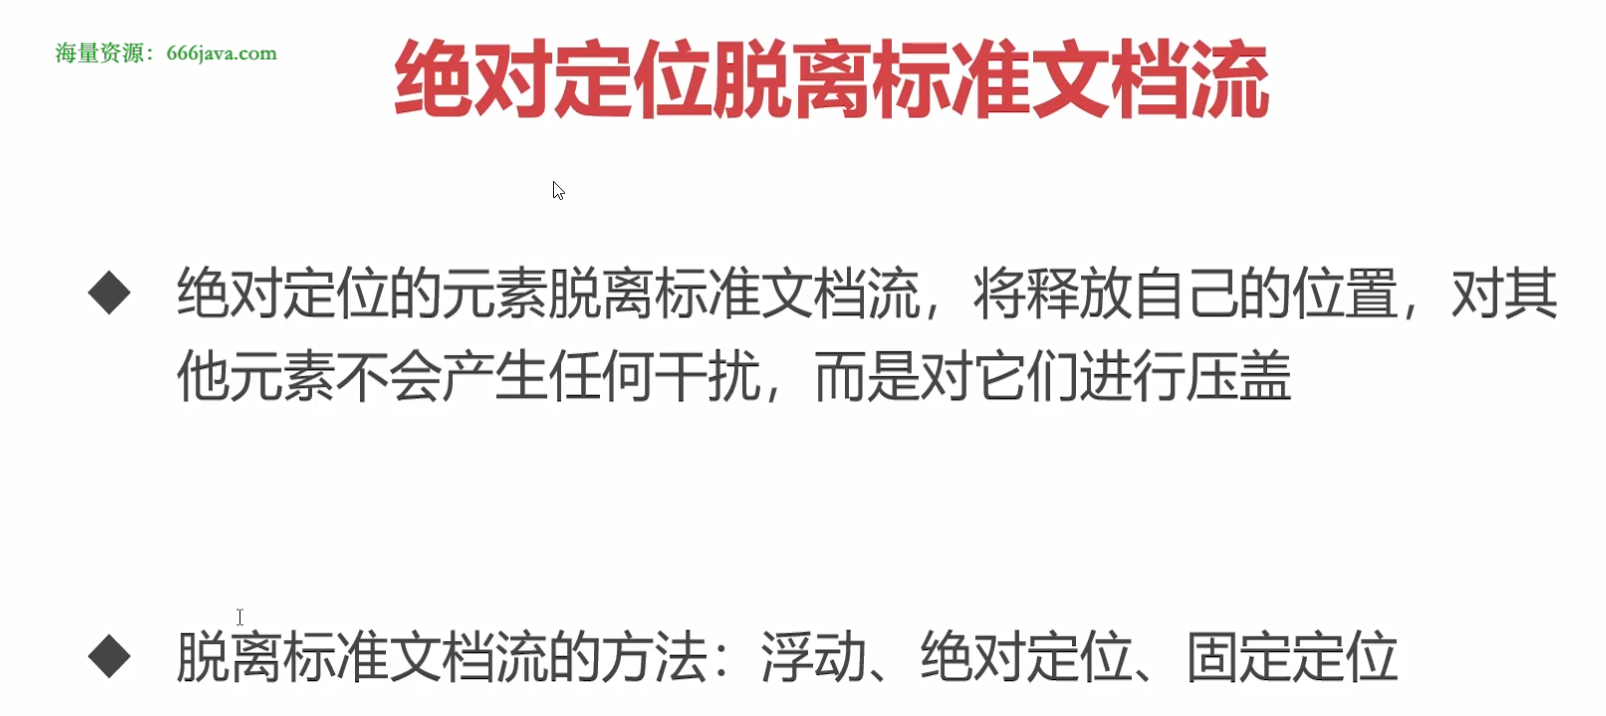 海量资源：666java.com
绝对定位脱离标准文档流
◆ 绝对定位的元素脱离标准文档流，将释放自己的位置，对其
他元素不会产生任何干扰，而是对它们进行压盖
◆ 脱离标准文档流的方法：浮动、绝对定位、固定定位